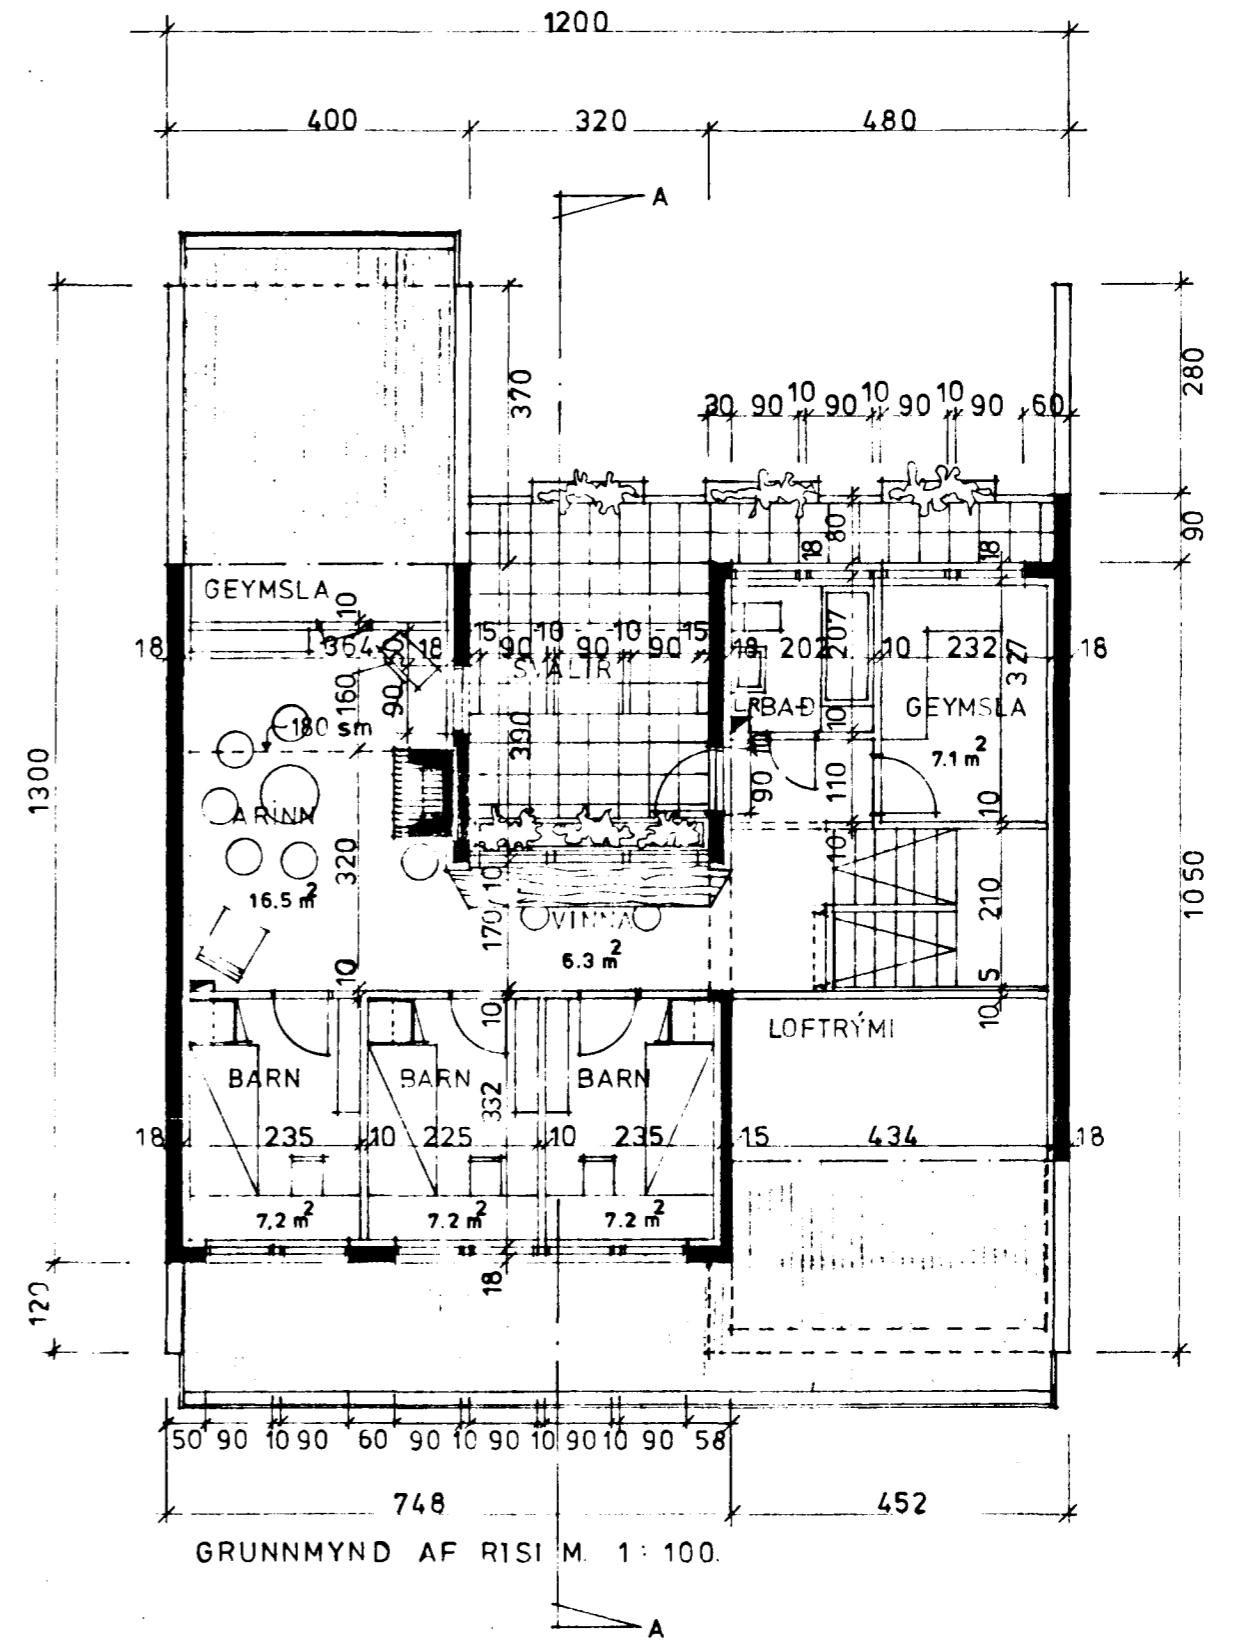 1200
400 320 480
A
370
280
30 90 10 90 10 90 10 90 60
90
80
18 18
GEYMSLA
10
15 90 10 90 10 90 15
18 364 18 18 202 207 10 232 327 18
SVALIR
160 90
180 sm
390
BAÐ
GEYMSLA
7.1 m²
10 10
90 110 10
1300
ARINN
320
10
10
210
1050
16.5 m²
170
VINNA
6.3 m²
10 5
10 10
LOFTRÝMI
BARN BARN BARN
332
18 235 10 225 10 235 15 434 18
7,2 m² 7.2 m² 7.2 m²
18
120
50 90 10 90 60 90 10 90 10 90 10 90 58
748 452
GRUNNMYND AF RISI M. 1:100.
A